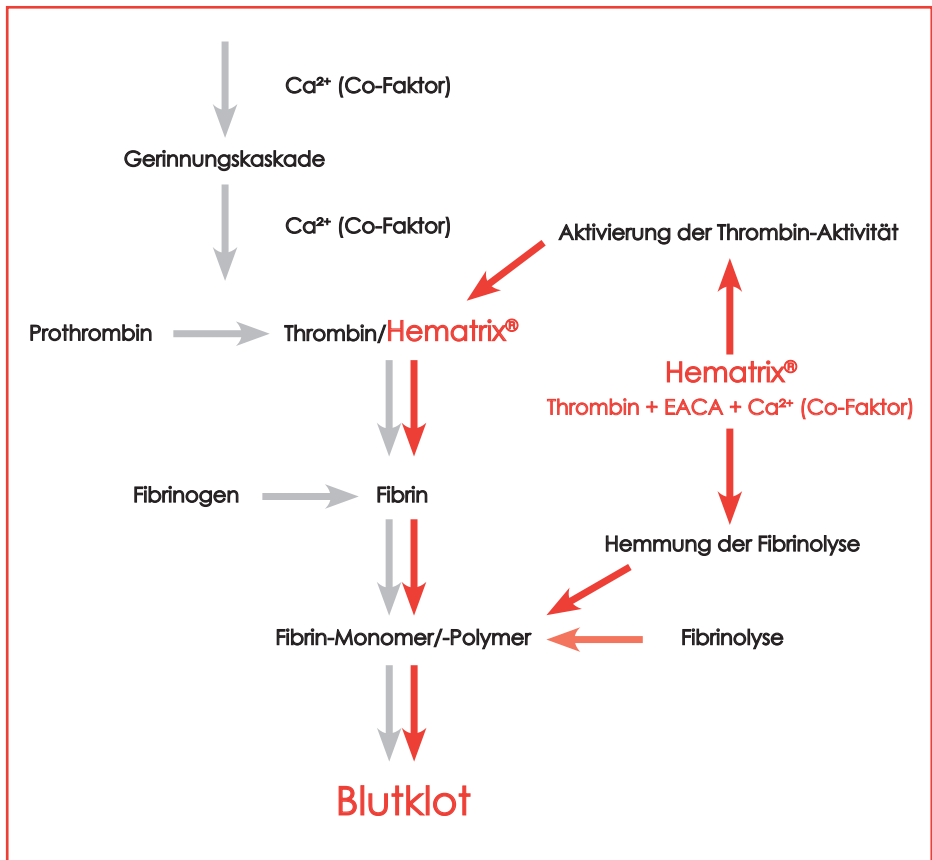 Ca²⁺ (Co-Faktor)
Gerinnungskaskade
Ca²⁺ (Co-Faktor)
Aktivierung der Thrombin-Aktivität
Prothrombin
Thrombin/Hematrix®
Hematrix®
Thrombin + EACA + Ca²⁺ (Co-Faktor)
Fibrinogen
Fibrin
Hemmung der Fibrinolyse
Fibrin-Monomer/-Polymer
Fibrinolyse
Blutklot